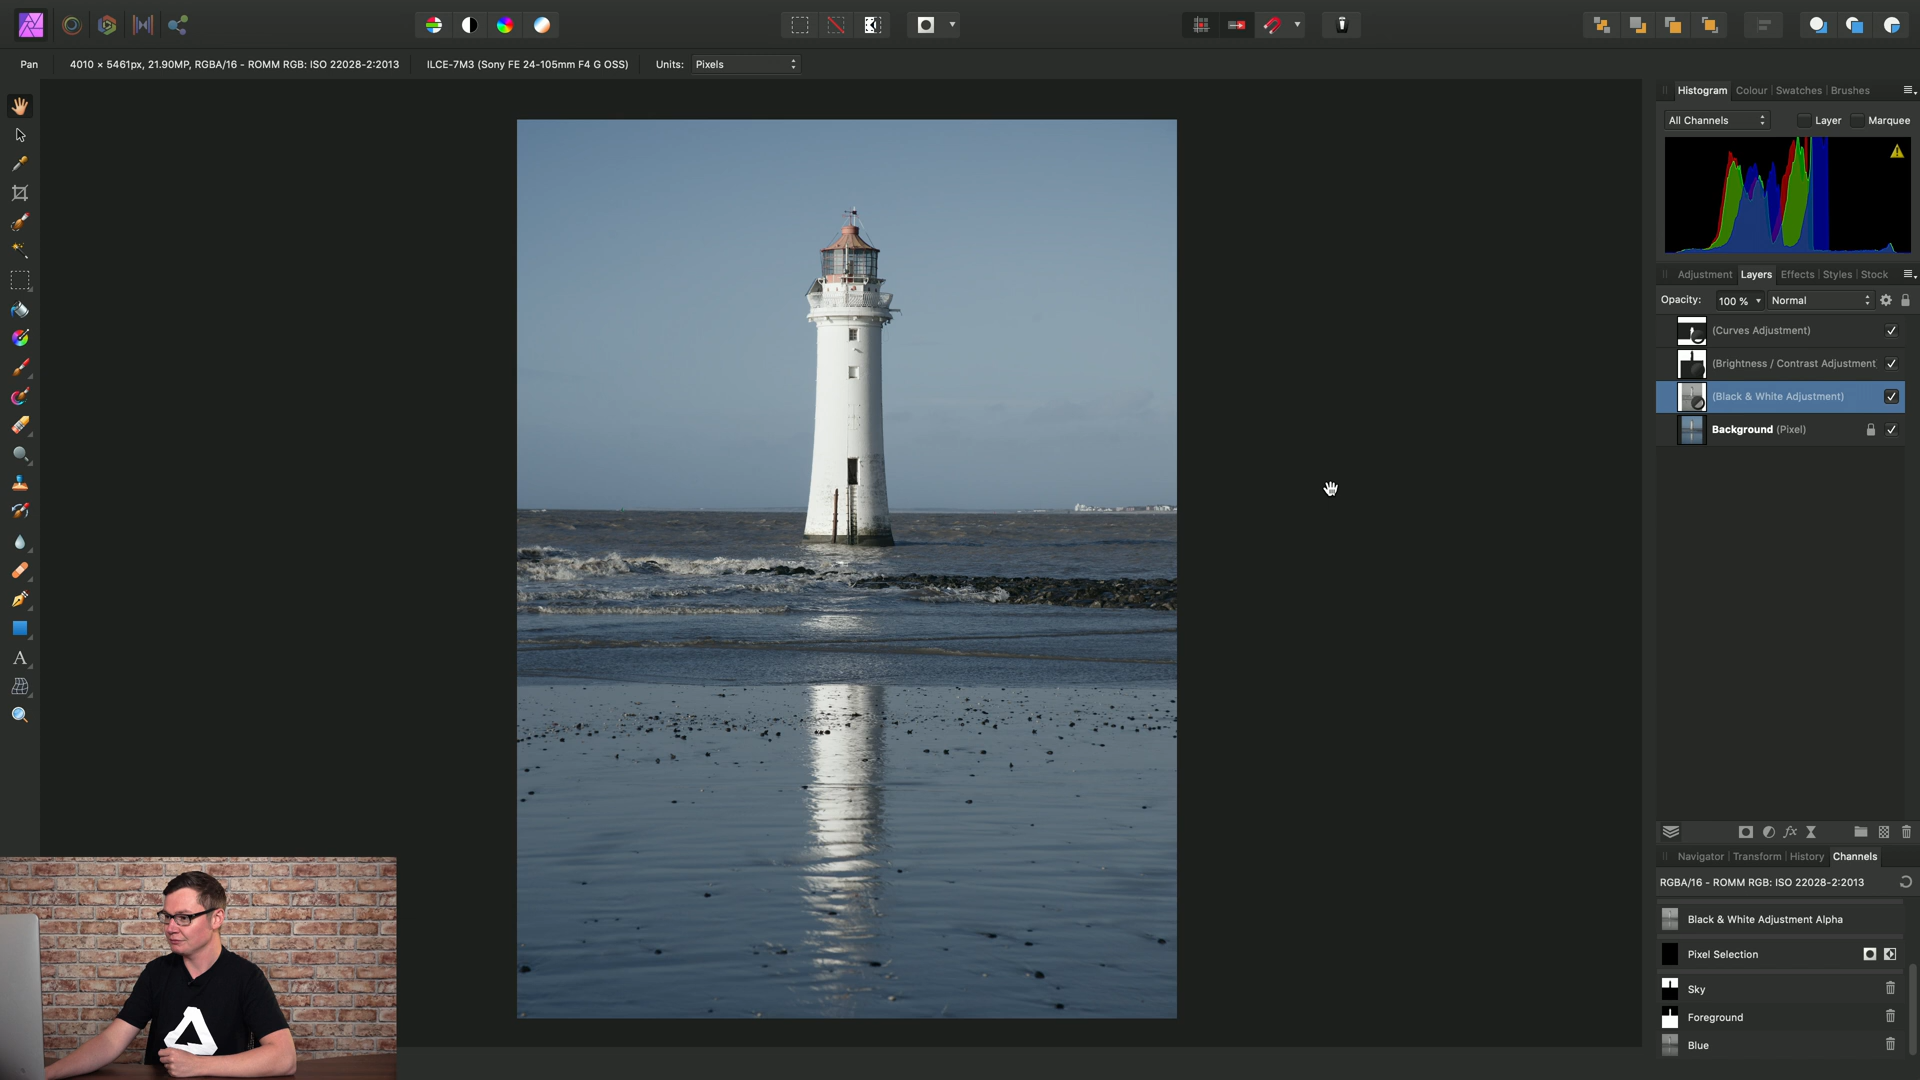 Pan
4010 × 5461px, 21.90MP, RGBA/16 - ROMM RGB: ISO 22028-2:2013
ILCE-7M3 (Sony FE 24-105mm F4 G OSS)
Units: Pixels
Histogram Colour Swatches Brushes
All Channels Layer Marquee
Adjustment Layers Effects Styles Stock
Opacity: 100 % Normal
(Curves Adjustment)
(Brightness / Contrast Adjustment
(Black & White Adjustment)
Background (Pixel)
fx
Navigator Transform History Channels
RGBA/16 - ROMM RGB: ISO 22028-2:2013
Black & White Adjustment Alpha
Pixel Selection
Sky
Foreground
Blue